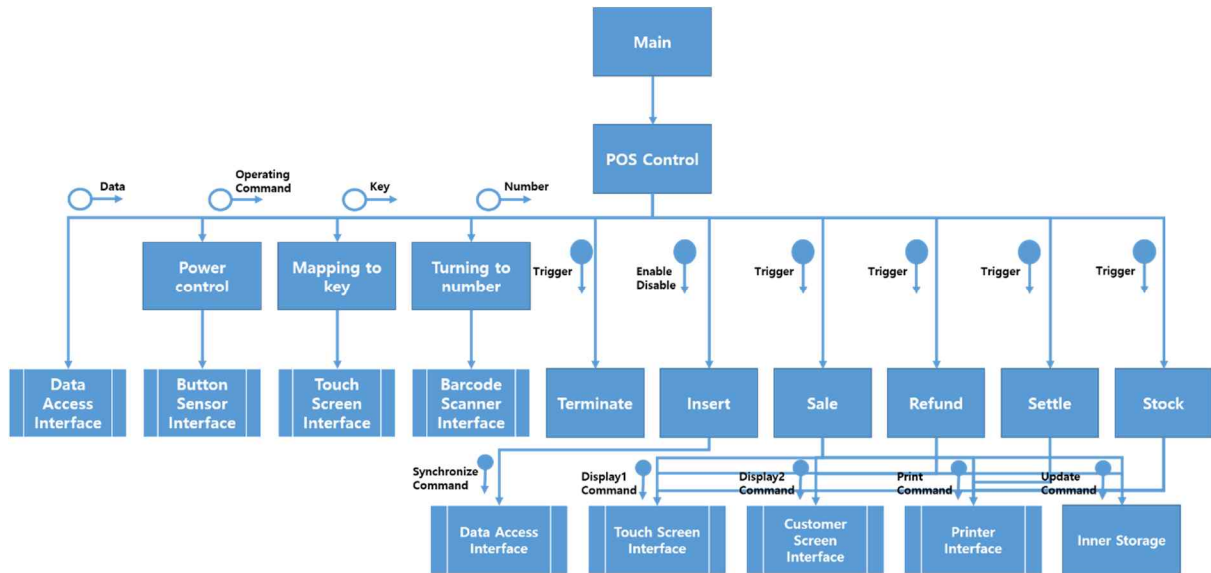 Main
POS Control
Data
Operating
Command
Key
Number
Power
control
Mapping to
key
Turning to
number
Trigger
Enable
Disable
Trigger
Trigger
Trigger
Trigger
Data
Access
Interface
Button
Sensor
Interface
Touch
Screen
Interface
Barcode
Scanner
Interface
Terminate
Insert
Sale
Refund
Settle
Stock
Synchronize
Command
Display1
Command
Display2
Command
Print
Command
Update
Command
Data Access
Interface
Touch Screen
Interface
Customer
Screen
Interface
Printer
Interface
Inner Storage